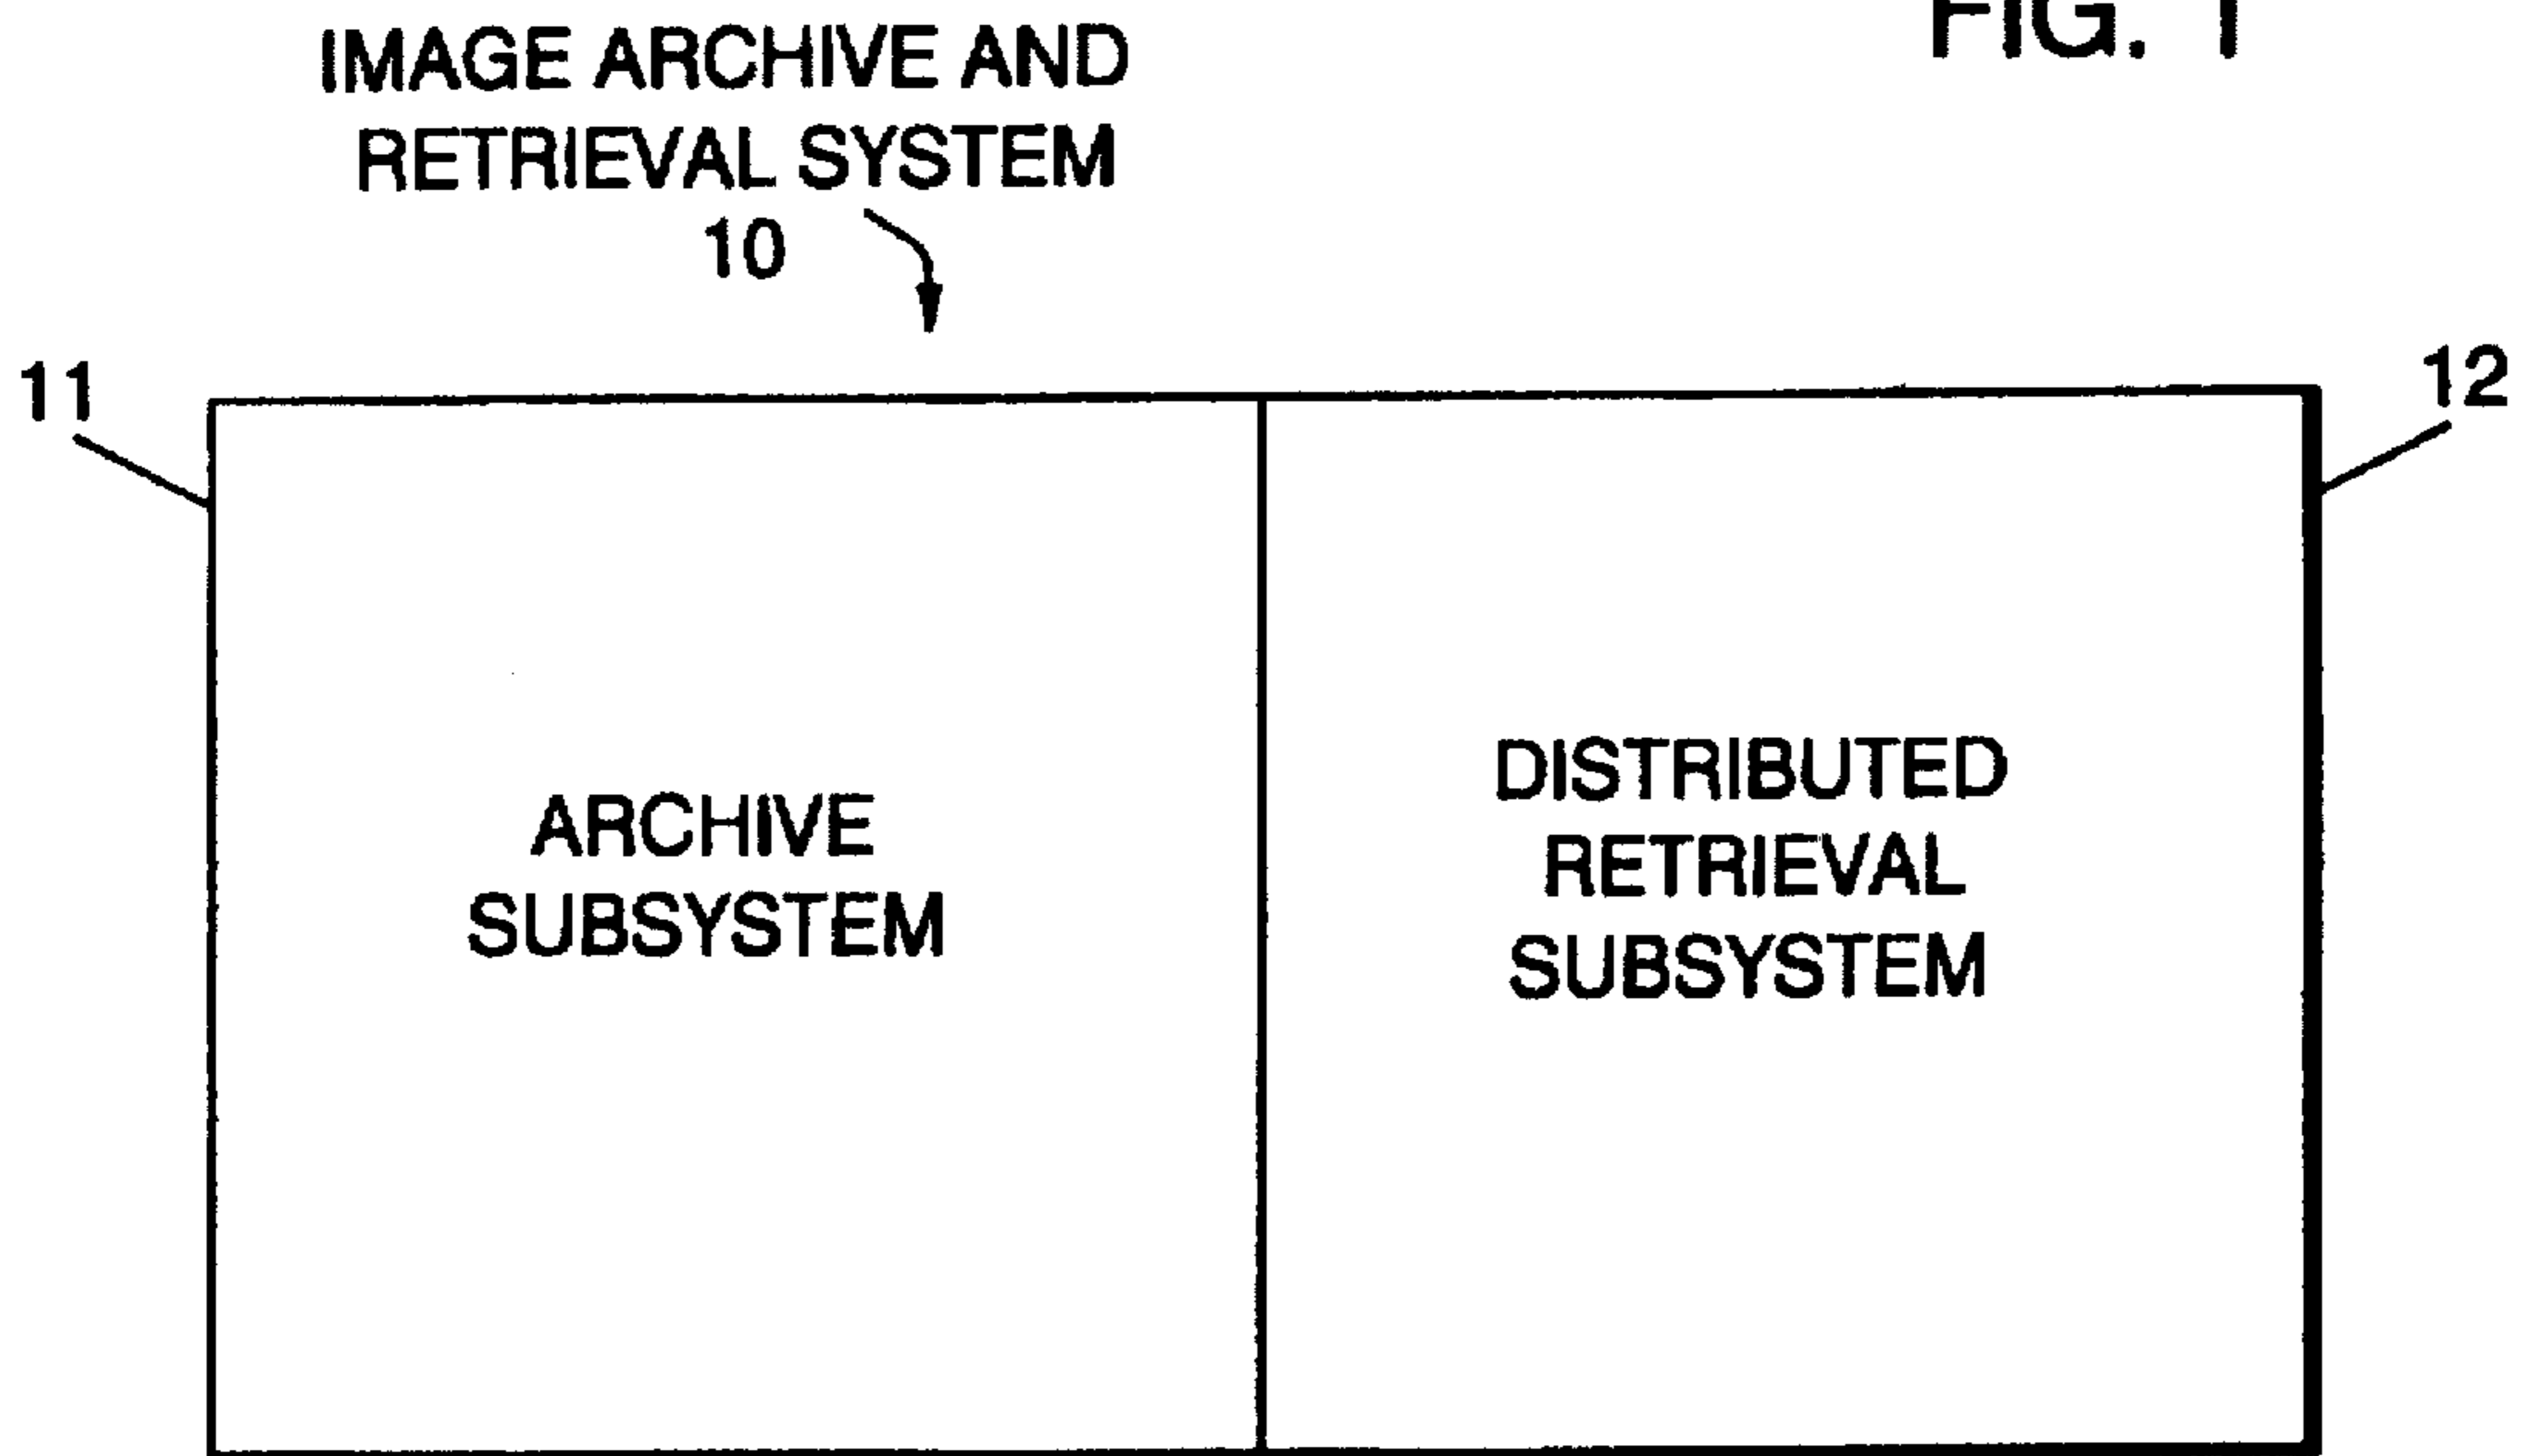 FIG. 1
IMAGE ARCHIVE AND
RETRIEVAL SYSTEM
10
11
12
ARCHIVE
SUBSYSTEM
DISTRIBUTED
RETRIEVAL
SUBSYSTEM